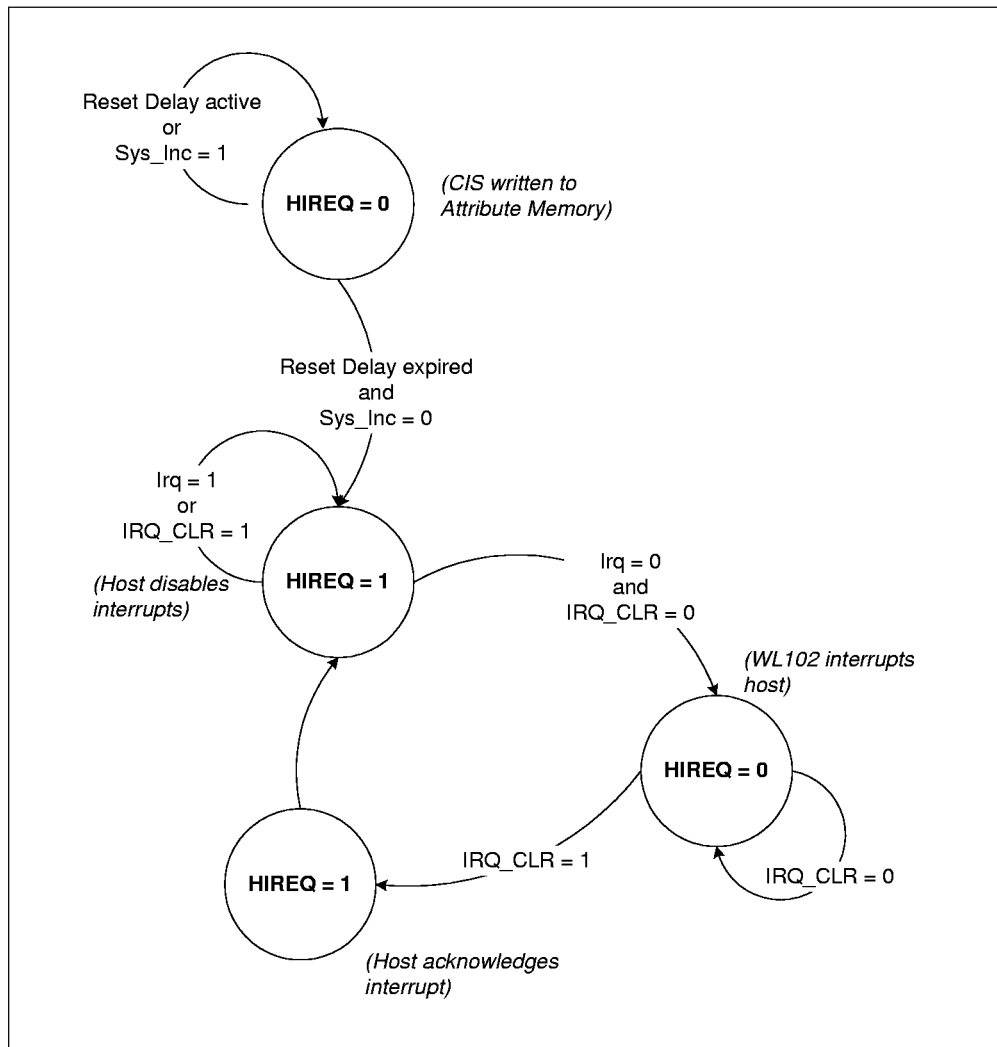 Reset Delay active
or
Sys_Inc = 1
HIREQ = 0
(CIS written to
Attribute Memory)
Reset Delay expired
and
Sys_Inc = 0
Irq = 1
or
IRQ_CLR = 1
(Host disables
interrupts)
HIREQ = 1
Irq = 0
and
IRQ_CLR = 0
(WL102 interrupts
host)
HIREQ = 0
IRQ_CLR = 0
IRQ_CLR = 1
HIREQ = 1
(Host acknowledges
interrupt)